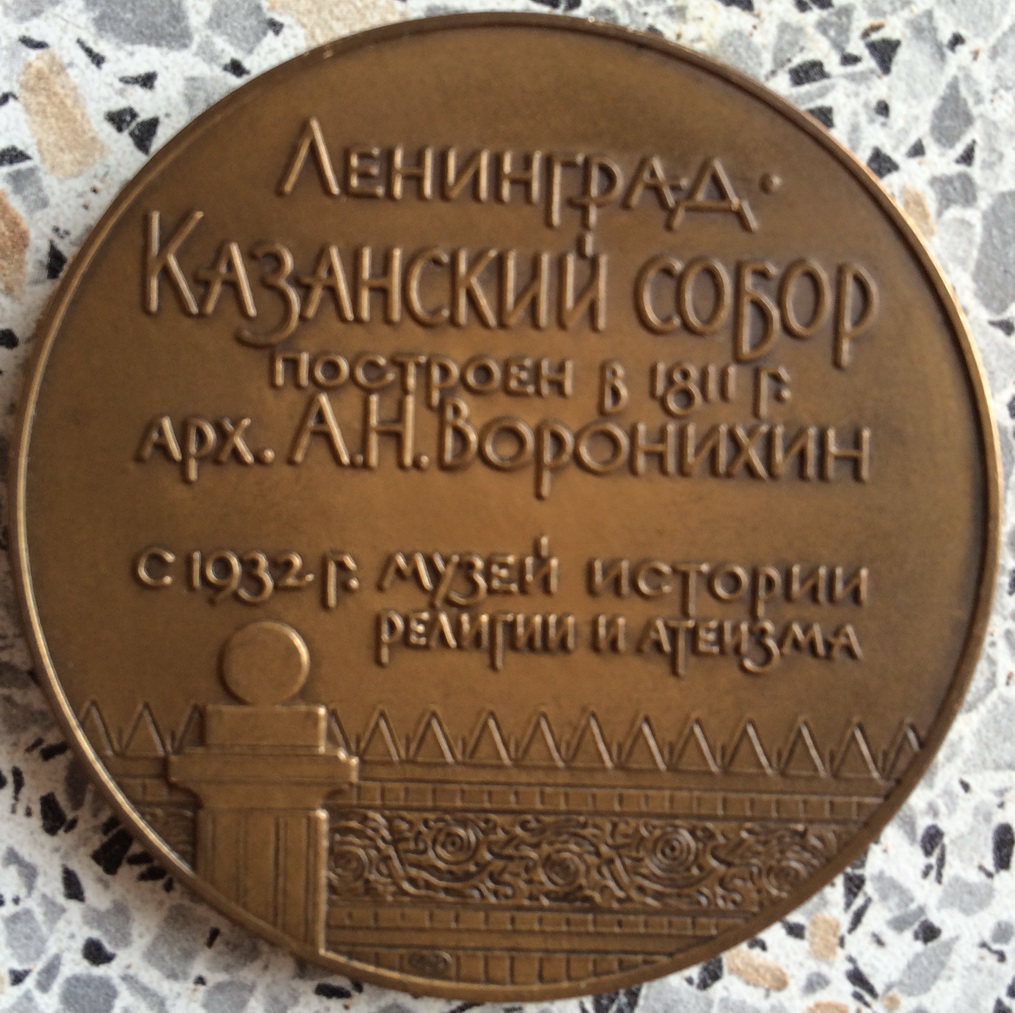 Ленинград·
Казанский собор
построен в 1811 г.
арх. А.Н. Воронихин
с 1932 г. музей истории
религии и атеизма